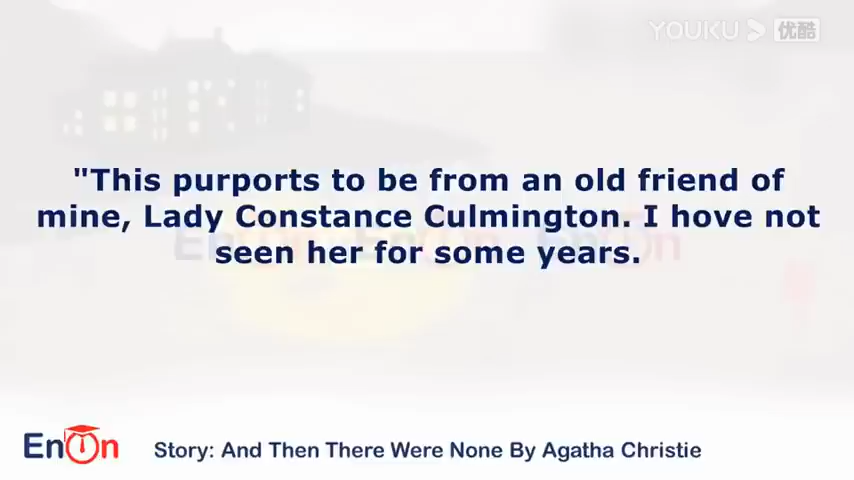 YOUKU 优酷
"This purports to be from an old friend of
mine, Lady Constance Culmington. I hove not
seen her for some years.
EnOn
Story: And Then There Were None By Agatha Christie